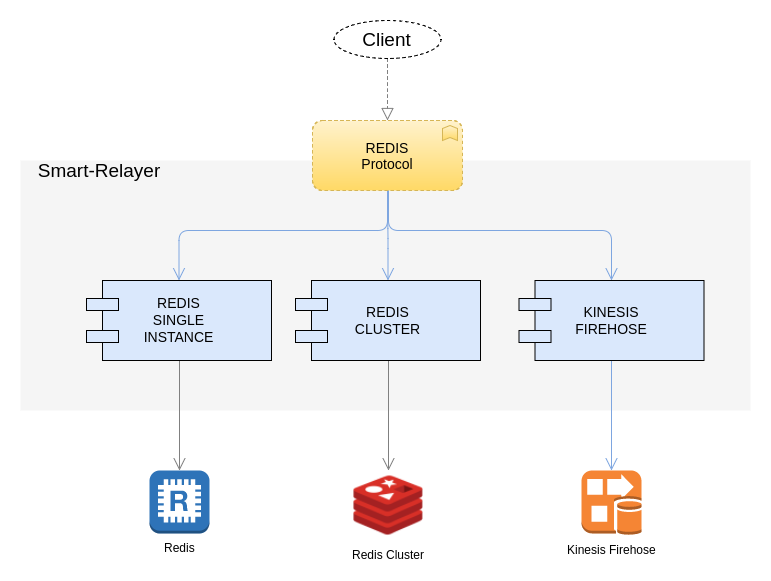 Client
REDIS
Protocol
Smart-Relayer
REDIS
SINGLE
INSTANCE
REDIS
CLUSTER
KINESIS
FIREHOSE
R
Redis
Redis Cluster
Kinesis Firehose